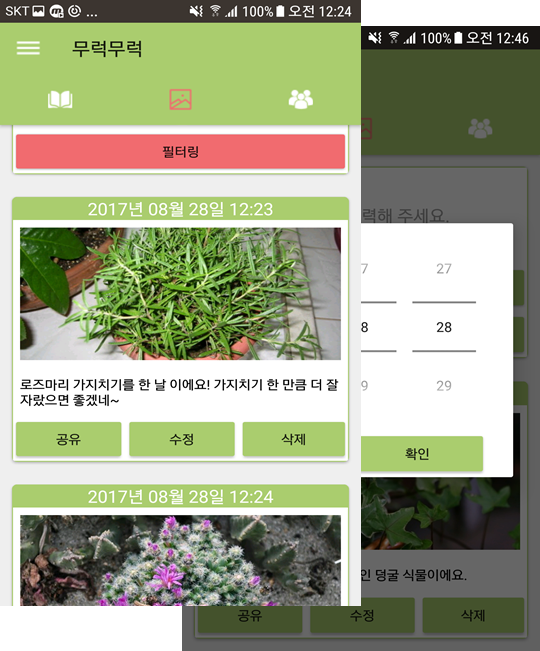 SKT ... 100% 오전 12:24
무럭무럭
필터링
2017년 08월 28일 12:23
로즈마리 가지치기를 한 날 이에요! 가지치기 한 만큼 더 잘
자랐으면 좋겠네~
공유 수정 삭제
2017년 08월 28일 12:24
100% 오전 12:46
력해 주세요.
7 27
8 28
29
확인
인 덩굴 식물이에요.
공유 수정 삭제